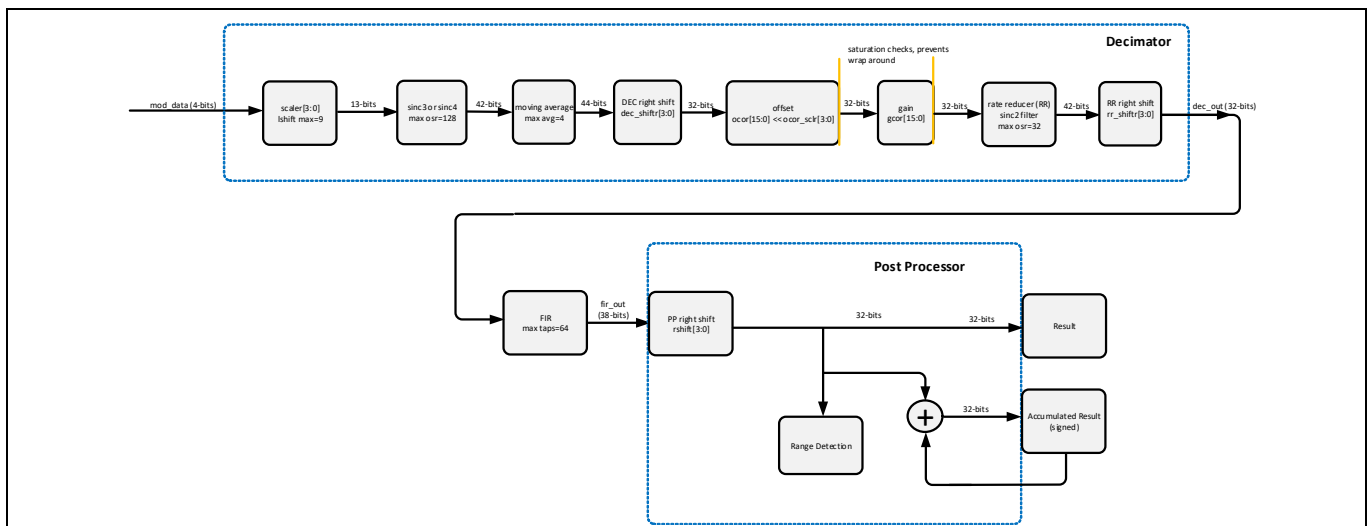 Decimator
saturation checks, prevents
wrap around
mod_data (4-bits)
scaler[3:0]
lshift max=9
13-bits
sinc3 or sinc4
max osr=128
42-bits
moving average
max avg=4
44-bits
DEC right shift
dec_shiftr[3:0]
32-bits
offset
ocor[15:0] << ocor_sclr[3:0]
32-bits
gain
gcor[15:0]
32-bits
rate reducer (RR)
sinc2 filter
max osr=32
42-bits
RR right shift
rr_shiftr[3:0]
dec_out (32-bits)
Post Processor
FIR
max taps=64
fir_out
(38-bits)
PP right shift
rshift[3:0]
32-bits
32-bits
Result
Range Detection
+
32-bits
Accumulated Result
(signed)